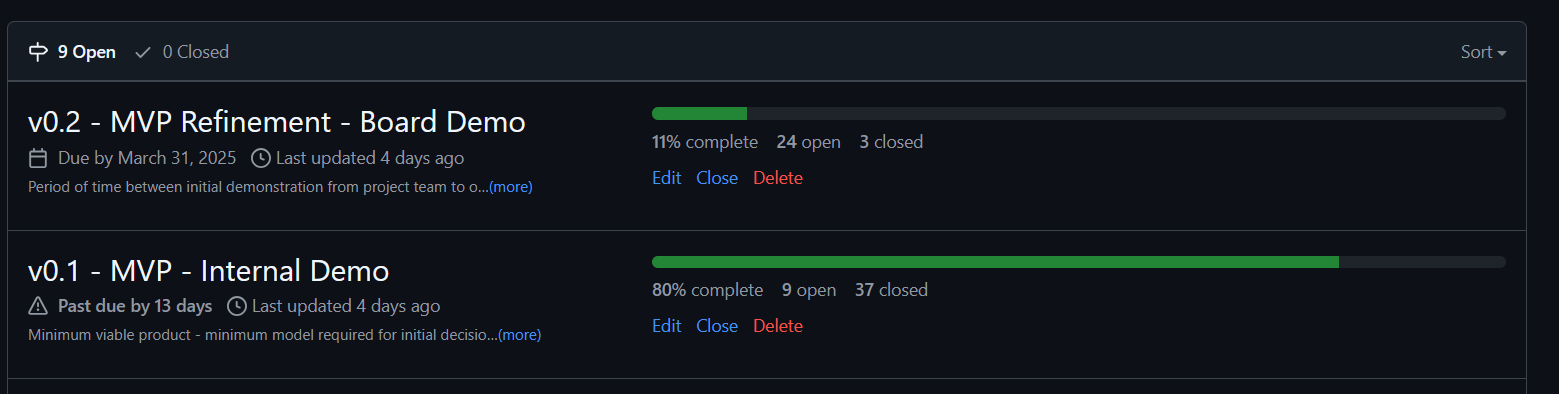 9 Open 0 Closed Sort
v0.2 - MVP Refinement - Board Demo
Due by March 31, 2025 Last updated 4 days ago
Period of time between initial demonstration from project team to o...(more)
11% complete 24 open 3 closed
Edit Close Delete
v0.1 - MVP - Internal Demo
Past due by 13 days Last updated 4 days ago
Minimum viable product - minimum model required for initial decisio...(more)
80% complete 9 open 37 closed
Edit Close Delete